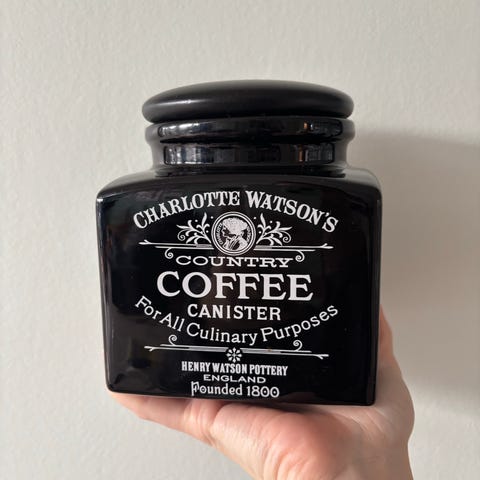 CHARLOTTE WATSON'S
COUNTRY
COFFEE
CANISTER
For All Culinary Purposes
HENRY WATSON POTTERY
ENGLAND
Founded 1800